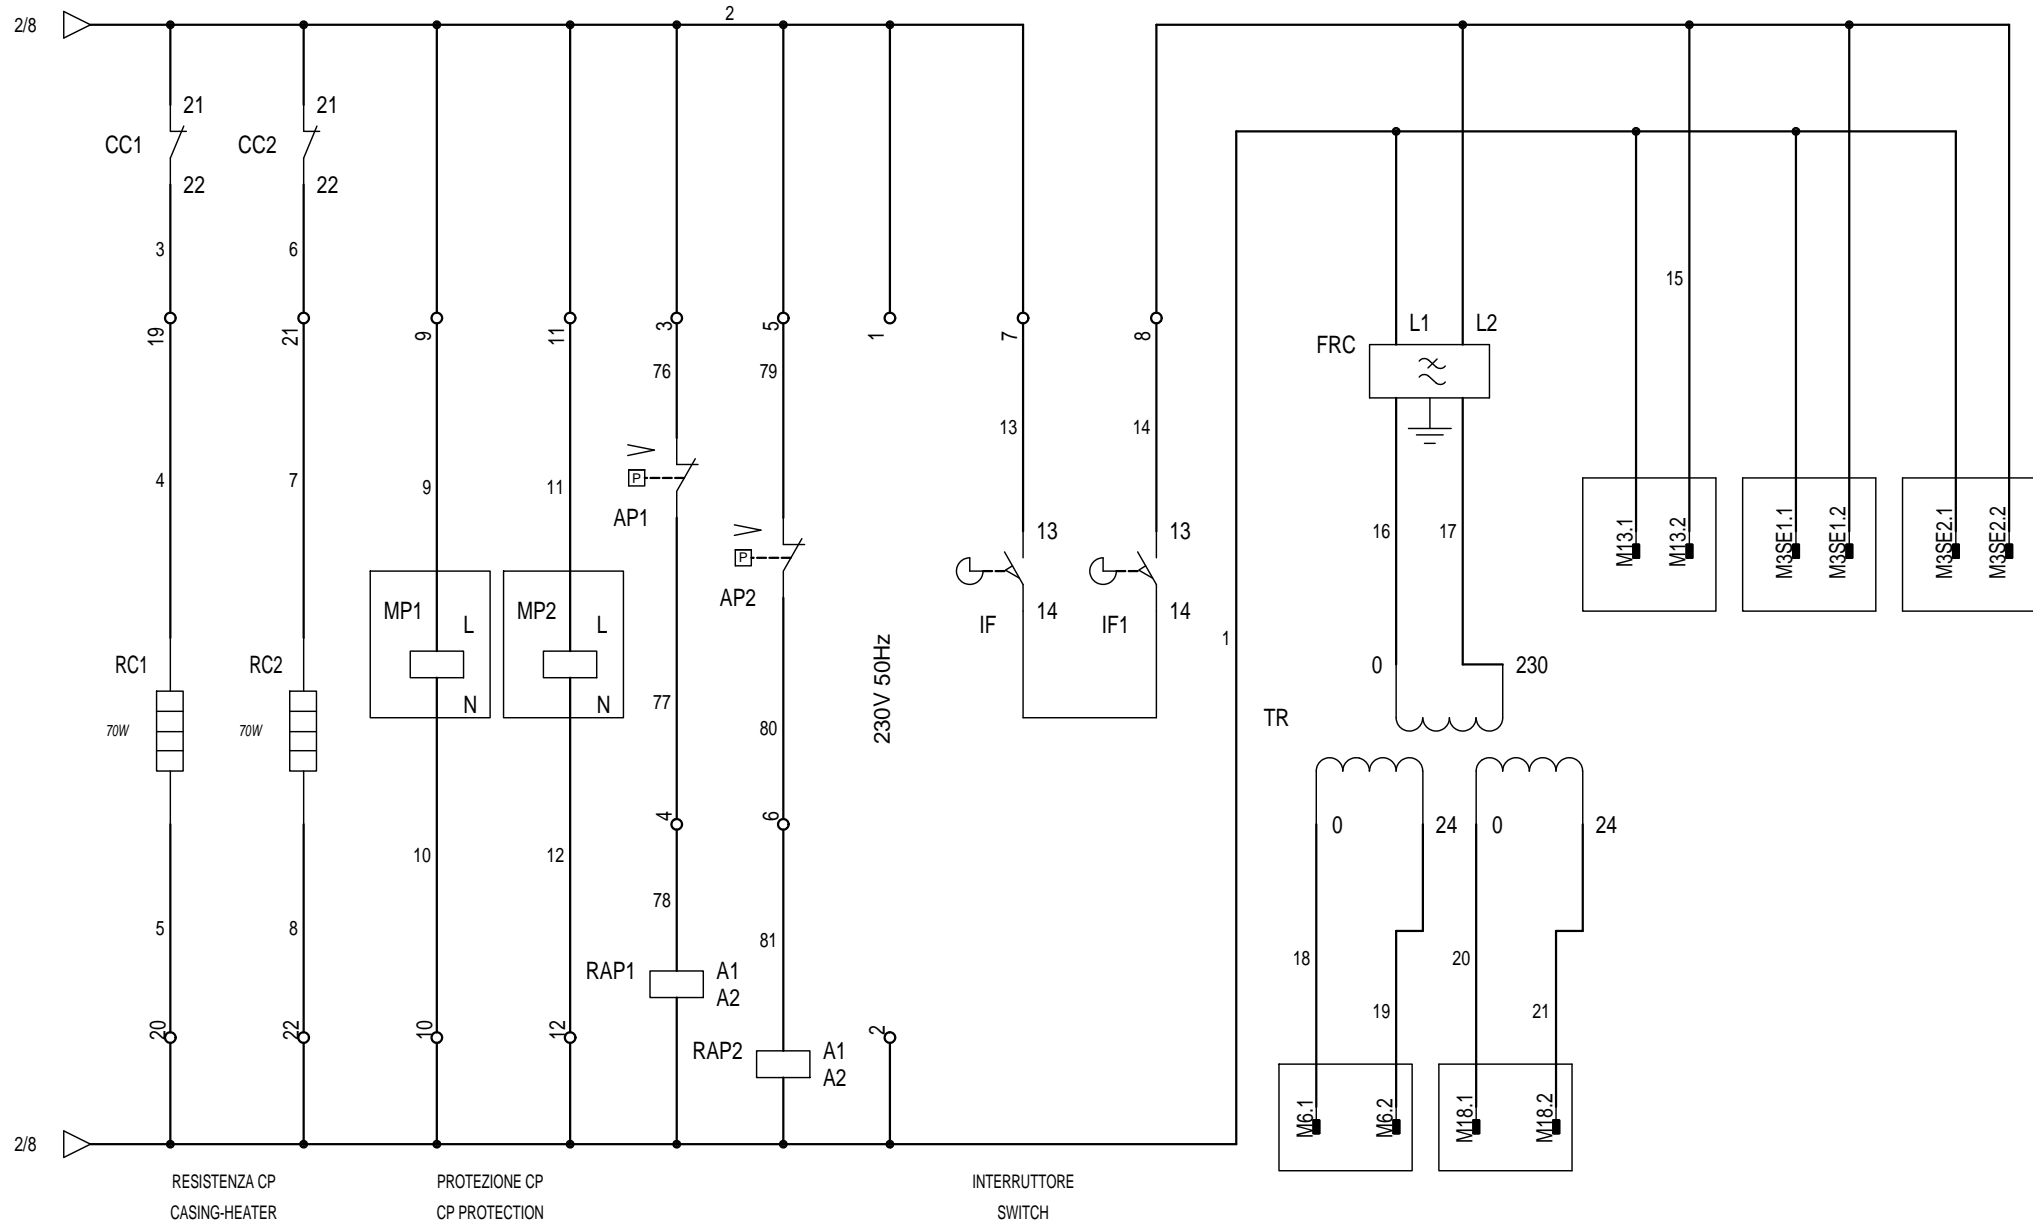 2/8
2
21
21
CC1
CC2
22
22
3
6
15
19
21
9
11
3
5
1
7
8
L1
L2
FRC
76
79
13
14
4
7
9
11
P
AP1
P
AP2
13
14
IF
13
14
IF1
16
17
M13.1
M13.2
M3SE1.1
M3SE1.2
M3SE2.1
M3SE2.2
MP1
L
N
MP2
L
N
1
RC1
70W
RC2
70W
77
80
230V 50Hz
0
230
TR
4
6
0
24
0
24
10
12
78
81
5
8
18
19
20
21
RAP1
A1
A2
RAP2
A1
A2
20
22
10
12
2
M6.1
M6.2
M18.1
M18.2
2/8
RESISTENZA CP
CASING-HEATER
PROTEZIONE CP
CP PROTECTION
INTERRUTTORE
SWITCH